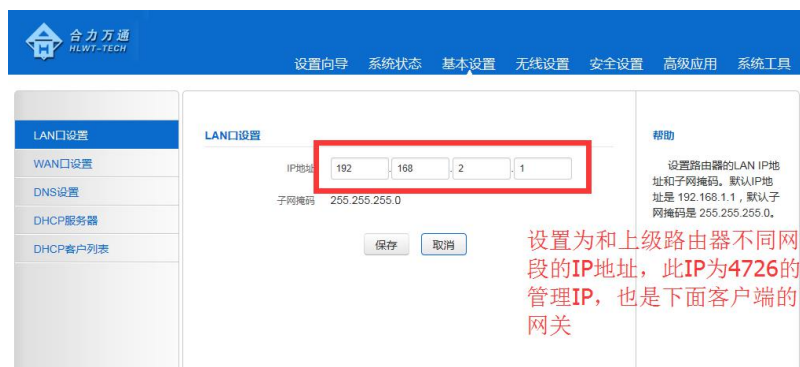 合力万通
HLWT-TECH
设置向导 系统状态 基本设置 无线设置 安全设置 高级应用 系统工具
LAN口设置
WAN口设置
DNS设置
DHCP服务器
DHCP客户列表
LAN口设置
IP地址 192 . 168 . 2 . 1
子网掩码 255.255.255.0
保存 取消
帮助
设置路由器的LAN IP地
址和子网掩码。默认IP地
址是 192.168.1.1，默认子
网掩码是 255.255.255.0。
设置为和上级路由器不同网
段的IP地址，此IP为4726的
管理IP，也是下面客户端的
网关